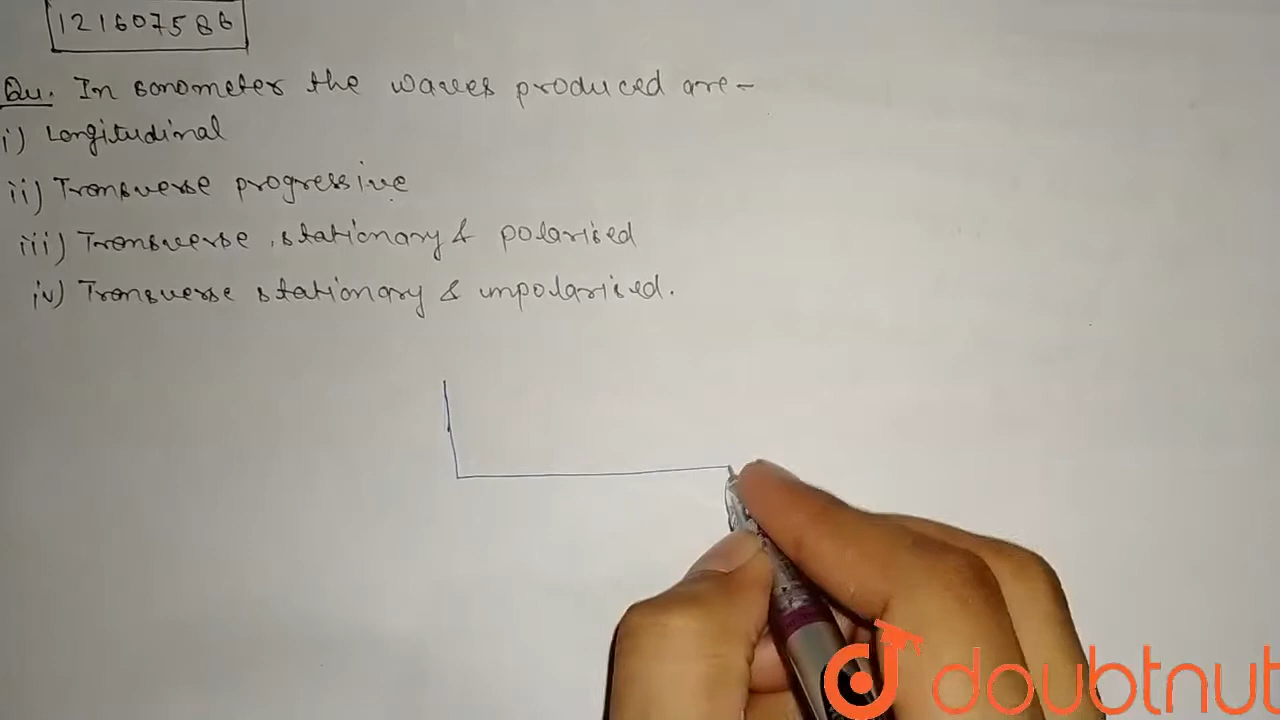 121607586
Qu. In sonometer the waves produced are-
i) Longitudinal
ii) Transverse progressive
iii) Transverse, stationary & polarised
iv) Transverse stationary & unpolarised.
doubtnut